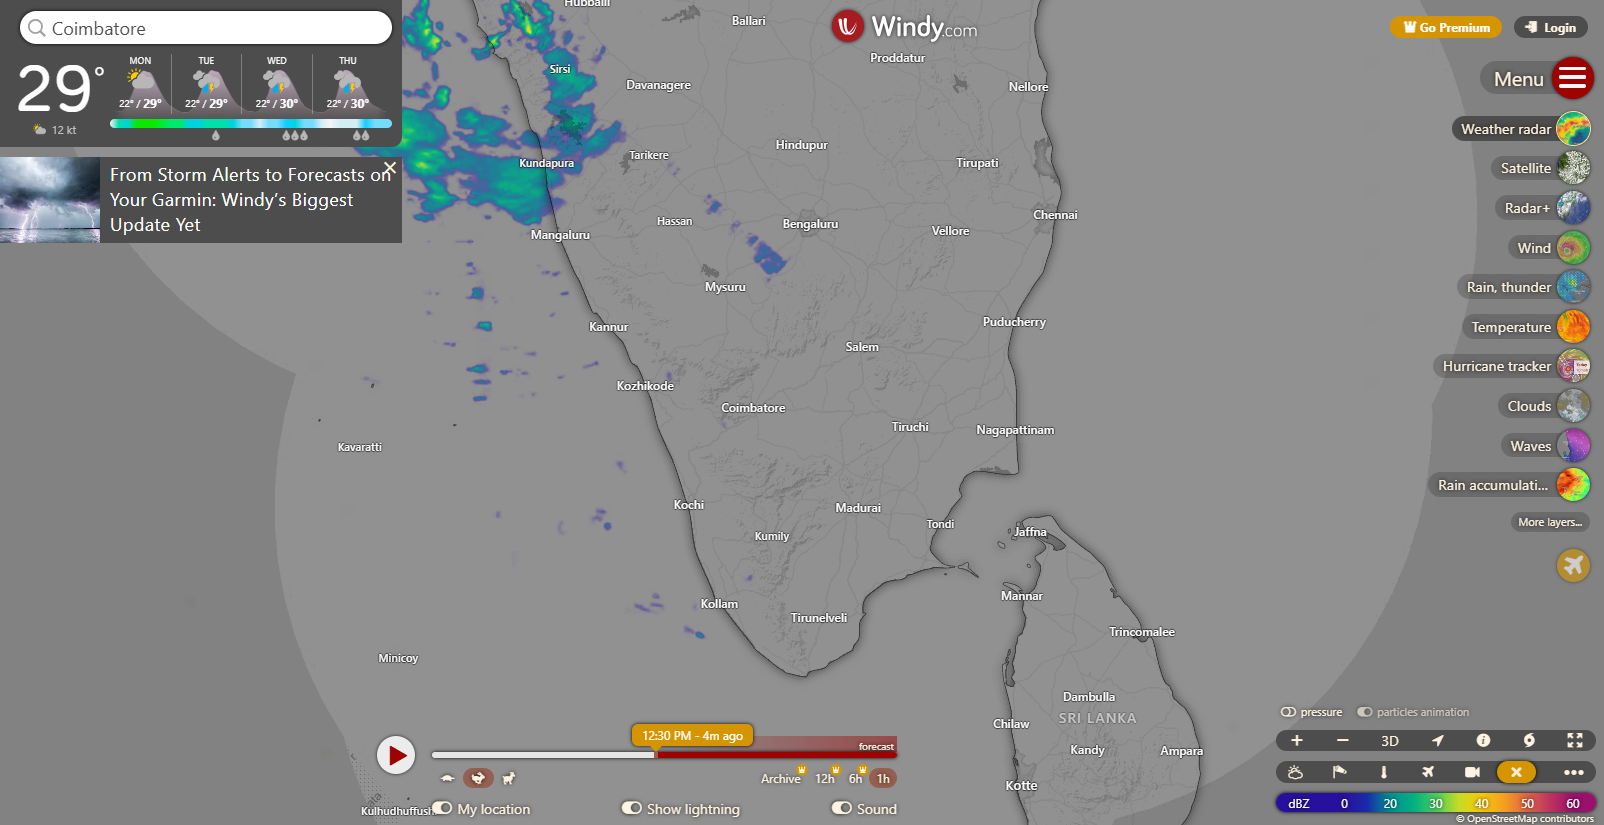 Coimbatore
29°
12 kt
MON
22° / 29°
TUE
22° / 29°
WED
22° / 30°
THU
22° / 30°
From Storm Alerts to Forecasts on
Your Garmin: Windy’s Biggest
Update Yet
Windy.com
Go Premium
Login
Menu
Weather radar
Satellite
Radar+
Wind
Rain, thunder
Temperature
Hurricane tracker
Clouds
Waves
Rain accumulati...
More layers...
Hubballi
Ballari
Proddatur
Sirsi
Davanagere
Nellore
Kundapura
Tarikere
Hindupur
Tirupati
Hassan
Bengaluru
Chennai
Mangaluru
Vellore
Mysuru
Kannur
Puducherry
Salem
Kozhikode
Coimbatore
Tiruchi
Nagapattinam
Kavaratti
Kochi
Madurai
Tondi
Jaffna
Kumily
Mannar
Kollam
Tirunelveli
Trincomalee
Minicoy
Dambulla
Chilaw
SRI LANKA
Kandy
Ampara
Kotte
Kulhudhuffush
12:30 PM - 4m ago
forecast
Archive
12h
6h
1h
My location
Show lightning
Sound
pressure
particles animation
+ − 3D
dBZ 0 20 30 40 50 60
© OpenStreetMap contributors